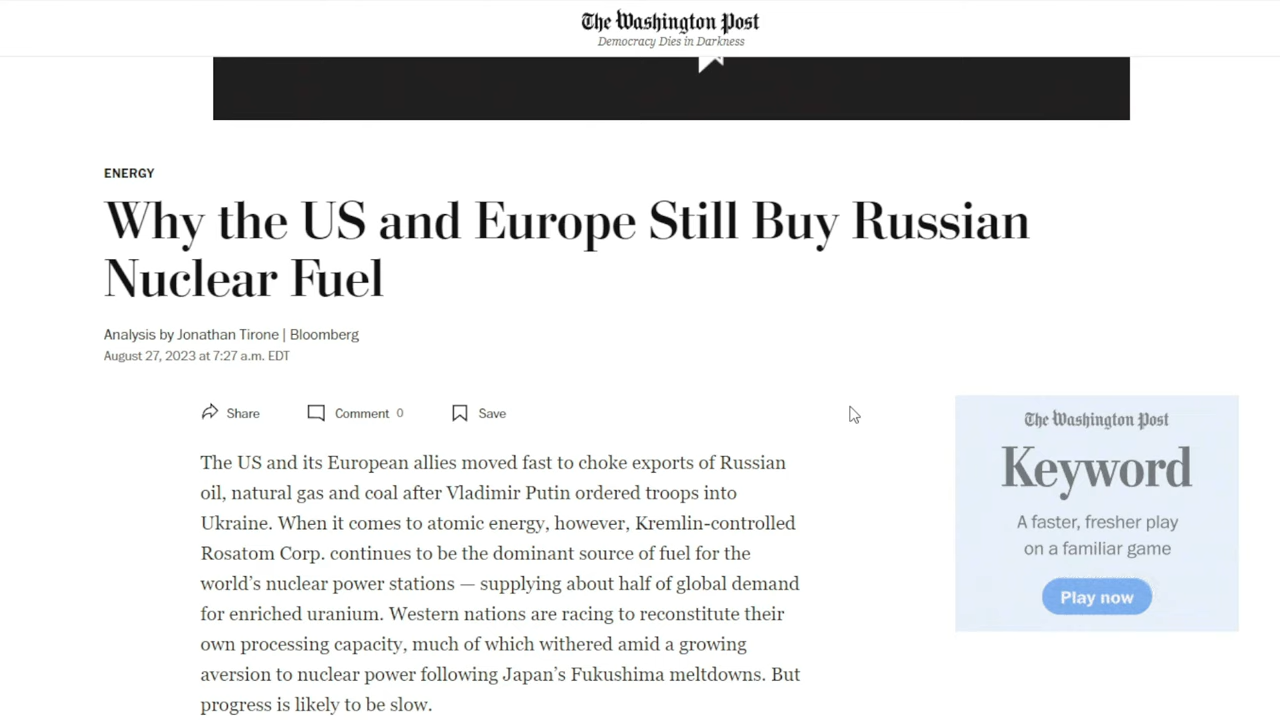 The Washington Post
Democracy Dies in Darkness
ENERGY
Why the US and Europe Still Buy Russian
Nuclear Fuel
Analysis by Jonathan Tirone | Bloomberg
August 27, 2023 at 7:27 a.m. EDT
Share Comment 0 Save
The US and its European allies moved fast to choke exports of Russian
oil, natural gas and coal after Vladimir Putin ordered troops into
Ukraine. When it comes to atomic energy, however, Kremlin-controlled
Rosatom Corp. continues to be the dominant source of fuel for the
world’s nuclear power stations — supplying about half of global demand
for enriched uranium. Western nations are racing to reconstitute their
own processing capacity, much of which withered amid a growing
aversion to nuclear power following Japan’s Fukushima meltdowns. But
progress is likely to be slow.
The Washington Post
Keyword
A faster, fresher play
on a familiar game
Play now